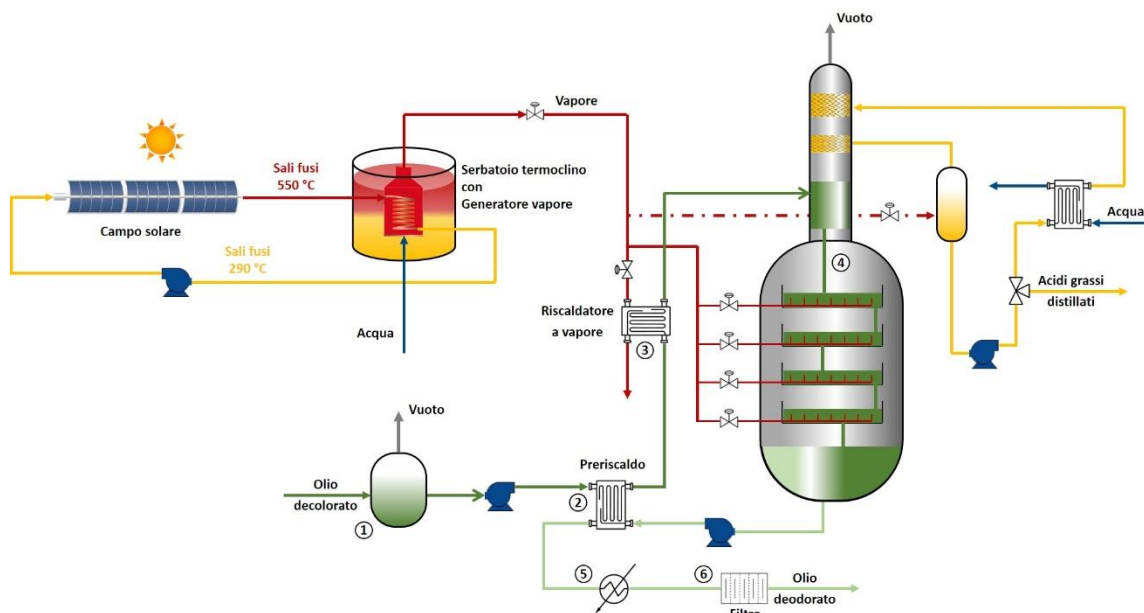 Vuoto
Vapore
Sali fusi
550 °C
Serbatoio termoclino
con
Generatore vapore
Campo solare
Sali fusi
290 °C
Acqua
Acqua
Acidi grassi
distillati
4
Riscaldatore
a vapore
3
Vuoto
Olio
decolorato
1
Preriscaldo
2
5
6
Olio
deodorato
Filtro